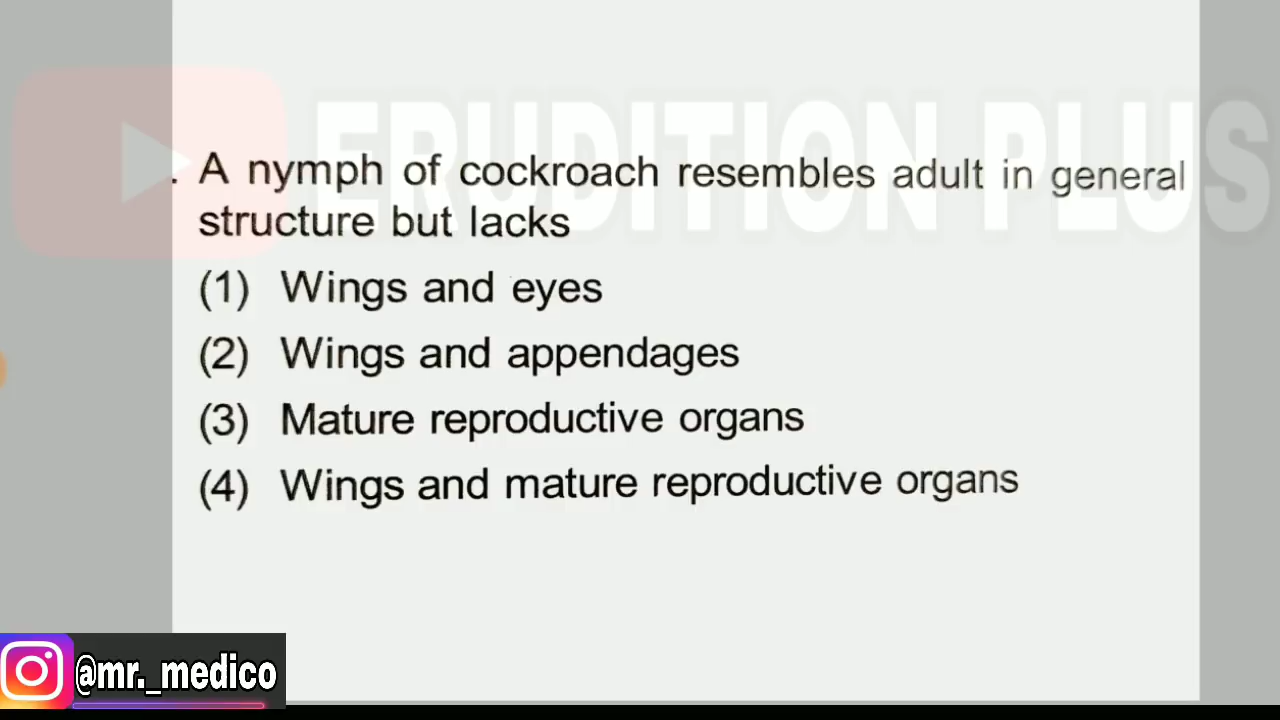 ERUDITION PLUS
. A nymph of cockroach resembles adult in general
structure but lacks
(1) Wings and eyes
(2) Wings and appendages
(3) Mature reproductive organs
(4) Wings and mature reproductive organs
@mr._medico